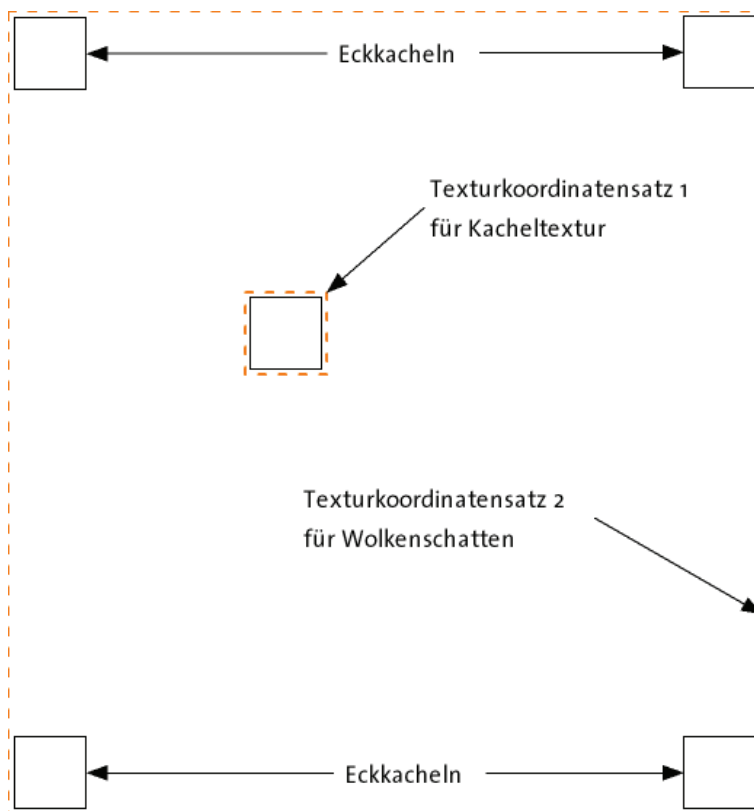 Eckkacheln
Texturkoordinatensatz 1
für Kacheltextur
Texturkoordinatensatz 2
für Wolkenschatten
Eckkacheln